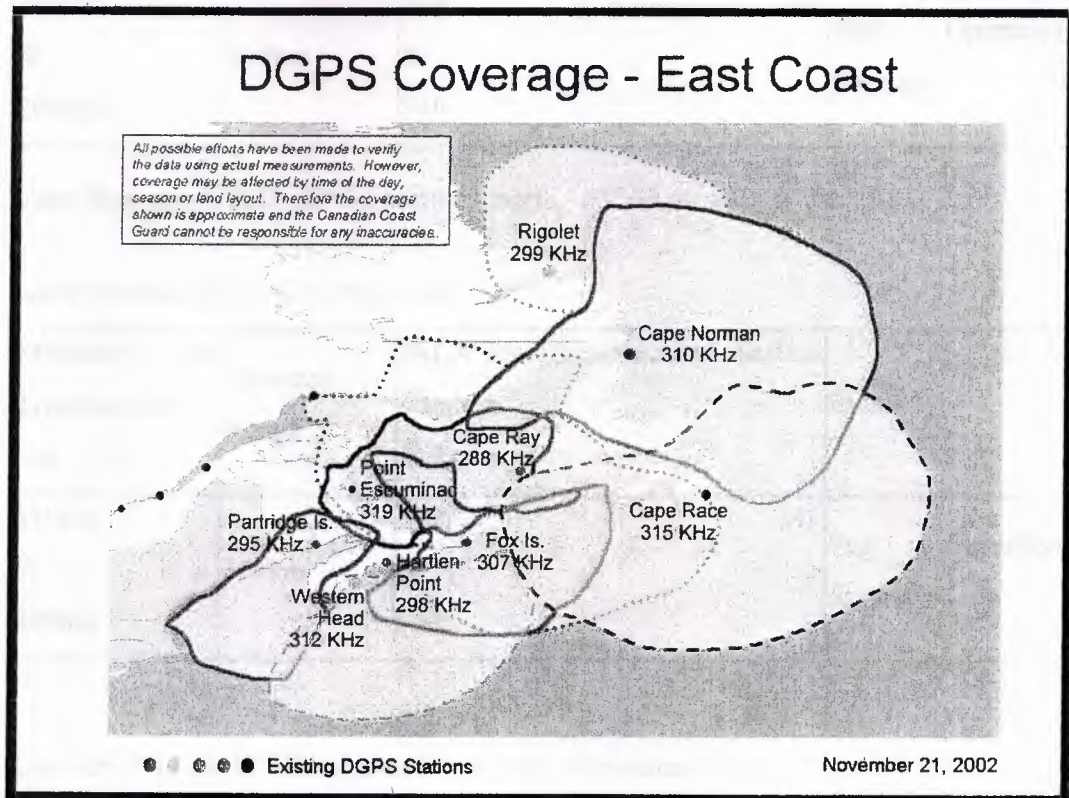 DGPS Coverage - East Coast
All possible efforts have been made to verify
the data using actual measurements. However,
coverage may be affected by time of the day,
season or land layout. Therefore the coverage
shown is approximate and the Canadian Coast
Guard cannot be responsible for any inaccuracies.
Rigolet
299 KHz
Cape Norman
310 KHz
Cape Ray
288 KHz
Point
Escuminac
319 KHz
Cape Race
315 KHz
Partridge Is.
295 KHz
Fox Is.
307 KHz
Hartlen
Point
298 KHz
Western
Head
312 KHz
Existing DGPS Stations
November 21, 2002